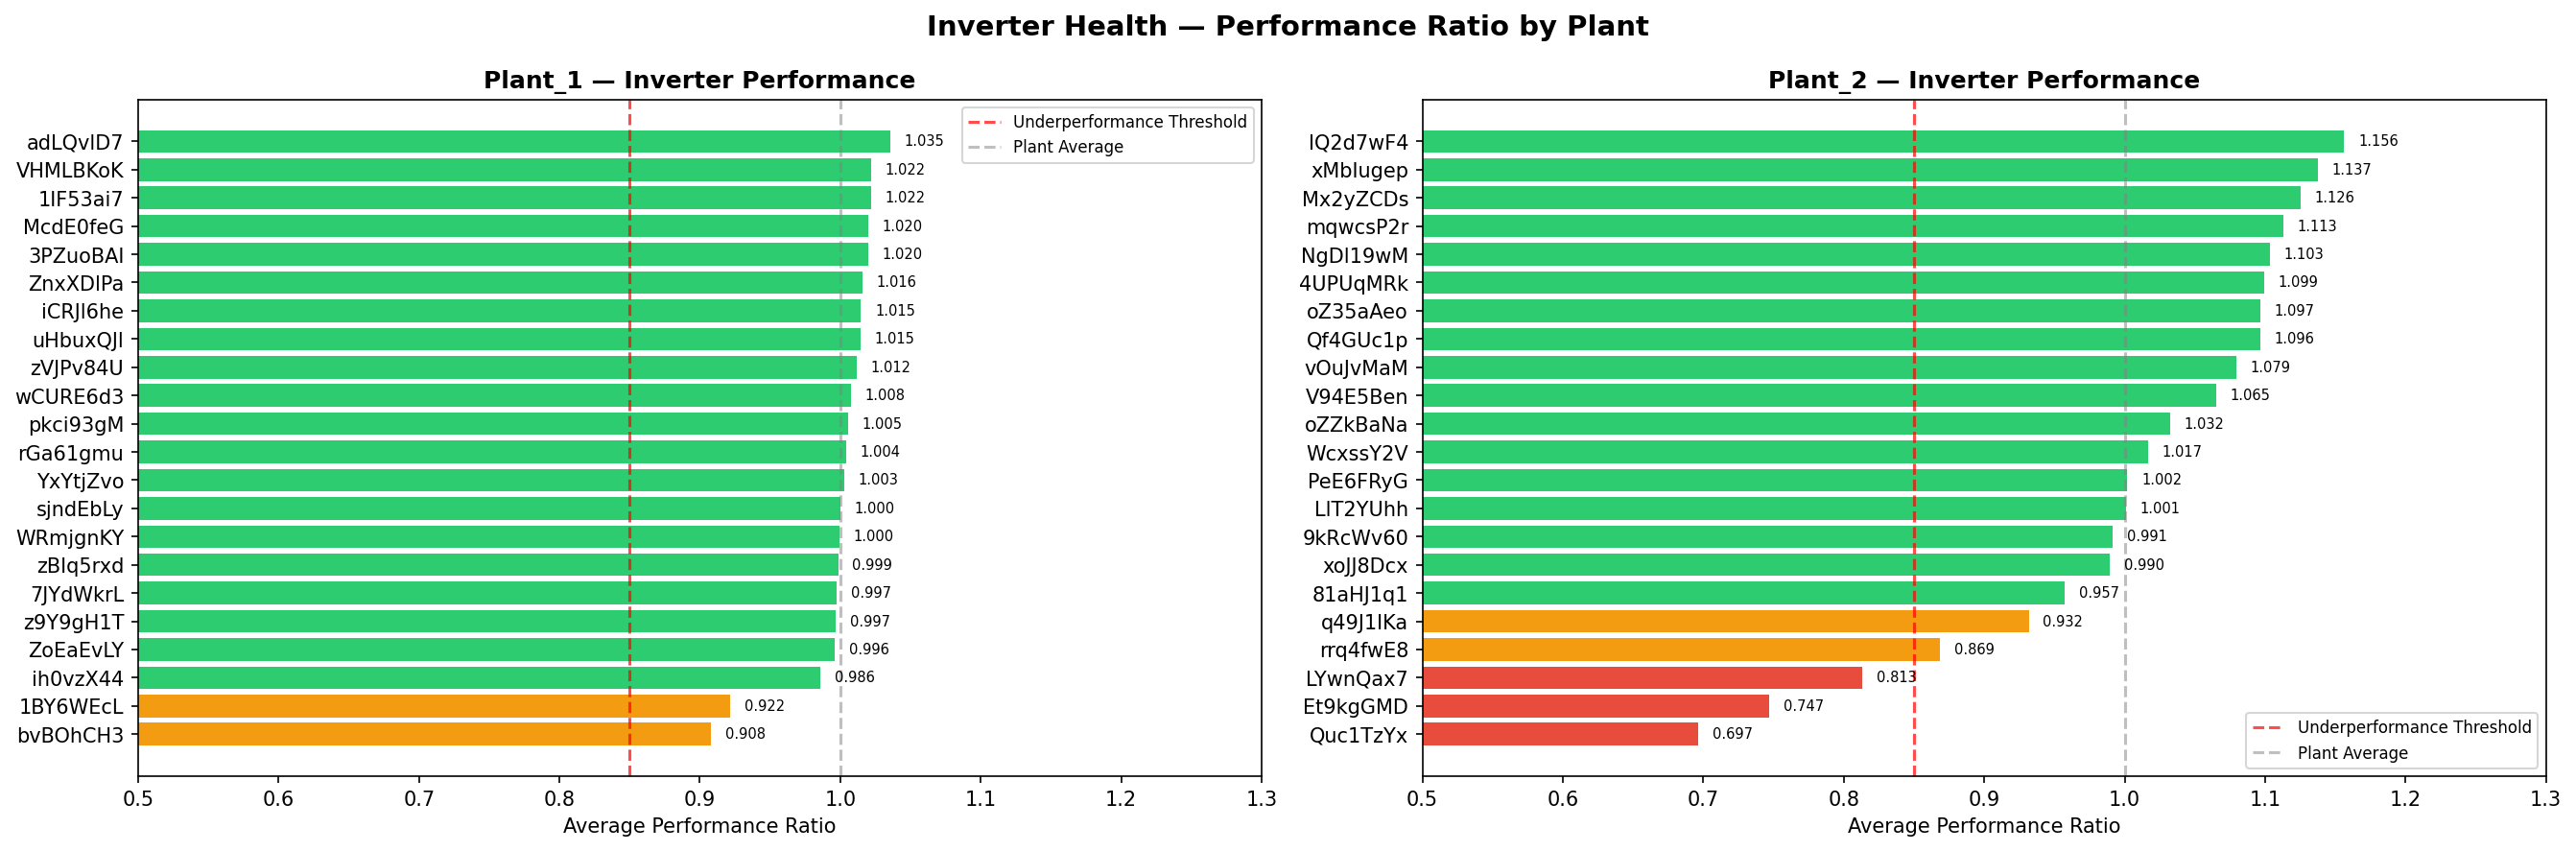 Inverter Health — Performance Ratio by Plant
Plant_1 — Inverter Performance
adLQvlD7 1.035
VHMLBKoK 1.022
1IF53ai7 1.022
McdE0feG 1.020
3PZuoBAI 1.020
ZnxXDlPa 1.016
iCRJl6he 1.015
uHbuxQJl 1.015
zVJPv84U 1.012
wCURE6d3 1.008
pkci93gM 1.005
rGa61gmu 1.004
YxYtjZvo 1.003
sjndEbLy 1.000
WRmjgnKY 1.000
zBIq5rxd 0.999
7JYdWkrL 0.997
z9Y9gH1T 0.997
ZoEaEvLY 0.996
ih0vzX44 0.986
1BY6WEcL 0.922
bvBOhCH3 0.908
Underperformance Threshold
Plant Average
0.5 0.6 0.7 0.8 0.9 1.0 1.1 1.2 1.3
Average Performance Ratio
Plant_2 — Inverter Performance
IQ2d7wF4 1.156
xMbIugep 1.137
Mx2yZCDs 1.126
mqwcsP2r 1.113
NgDl19wM 1.103
4UPUqMRk 1.099
oZ35aAeo 1.097
Qf4GUc1p 1.096
vOuJvMaM 1.079
V94E5Ben 1.065
oZZkBaNa 1.032
WcxssY2V 1.017
PeE6FRyG 1.002
LlT2YUhh 1.001
9kRcWv60 0.991
xoJJ8Dcx 0.990
81aHJ1q1 0.957
q49J1IKa 0.932
rrq4fwE8 0.869
LYwnQax7 0.813
Et9kgGMD 0.747
Quc1TzYx 0.697
Underperformance Threshold
Plant Average
0.5 0.6 0.7 0.8 0.9 1.0 1.1 1.2 1.3
Average Performance Ratio